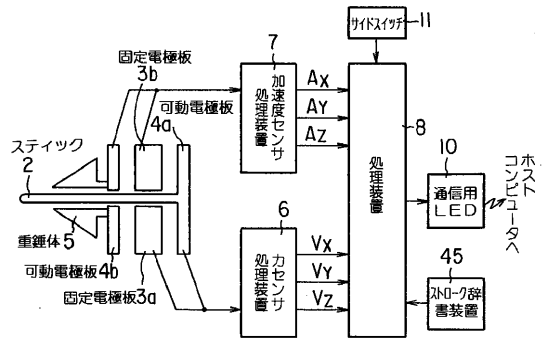 サイドスイッチ
11
固定電極板
3b
可動電極板
4a
スティック
2
重錘体 5
可動電極板4b
固定電極板3a
7
加速度センサ
処理装置
AX
AY
AZ
6
力センサ
処理装置
VX
VY
VZ
処理装置
8
10
通信用
LED
ホスト
コンピュータへ
45
ストローク辞
書装置